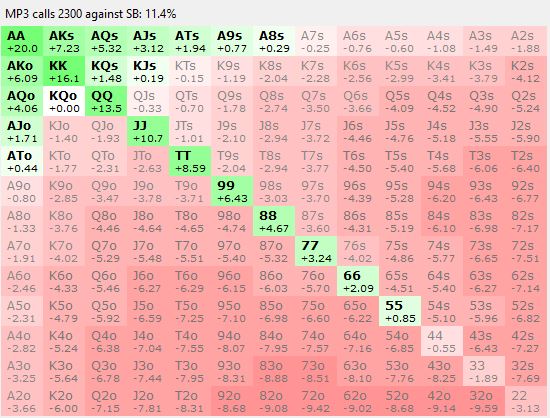 MP3 calls 2300 against SB: 11.4%
AA AKs AQs AJs ATs A9s A8s A7s A6s A5s A4s A3s A2s
+20.0 +7.23 +5.32 +3.12 +1.94 +0.77 +0.29 -0.25 -0.76 -0.60 -1.08 -1.49 -1.88
AKo KK KQs KJs KTs K9s K8s K7s K6s K5s K4s K3s K2s
+6.09 +16.1 +1.48 +0.19 -0.15 -1.19 -2.04 -2.28 -2.56 -2.99 -3.41 -3.79 -4.12
AQo KQo QQ QJs QTs Q9s Q8s Q7s Q6s Q5s Q4s Q3s Q2s
+4.06 +0.00 +13.5 -0.33 -0.70 -1.78 -2.74 -3.50 -3.66 -4.09 -4.52 -4.90 -5.24
AJo KJo QJo JJ JTs J9s J8s J7s J6s J5s J4s J3s J2s
+1.71 -1.40 -1.93 +10.7 -1.01 -2.10 -2.94 -3.72 -4.46 -4.76 -5.18 -5.55 -5.90
ATo KTo QTo JTo TT T9s T8s T7s T6s T5s T4s T3s T2s
+0.44 -1.77 -2.31 -2.63 +8.59 -2.04 -2.94 -3.77 -4.50 -5.40 -5.68 -6.06 -6.40
A9o K9o Q9o J9o T9o 99 98s 97s 96s 95s 94s 93s 92s
-0.80 -2.85 -3.47 -3.78 -3.71 +6.43 -2.97 -3.70 -4.39 -5.28 -6.20 -6.43 -6.77
A8o K8o Q8o J8o T8o 98o 88 87s 86s 85s 84s 83s 82s
-1.33 -3.76 -4.46 -4.64 -4.65 -4.74 +4.67 -3.60 -4.31 -5.19 -6.10 -6.98 -7.17
A7o K7o Q7o J7o T7o 97o 87o 77 76s 75s 74s 73s 72s
-1.91 -4.02 -5.29 -5.48 -5.51 -5.40 -5.32 +3.24 -4.02 -4.86 -5.77 -6.65 -7.51
A6o K6o Q6o J6o T6o 96o 86o 76o 66 65s 64s 63s 62s
-2.46 -4.33 -5.46 -6.27 -6.29 -6.15 -6.03 -5.70 +2.09 -4.51 -5.40 -6.27 -7.14
A5o K5o Q5o J5o T5o 95o 85o 75o 65o 55 54s 53s 52s
-2.31 -4.79 -5.92 -6.59 -7.25 -7.10 -6.98 -6.60 -6.22 +0.85 -5.10 -5.96 -6.82
A4o K4o Q4o J4o T4o 94o 84o 74o 64o 54o 44 43s 42s
-2.82 -5.24 -6.38 -7.04 -7.55 -8.07 -7.95 -7.57 -7.16 -6.85 -0.55 -6.43 -7.27
A3o K3o Q3o J3o T3o 93o 83o 73o 63o 53o 43o 33 32s
-3.25 -5.64 -6.78 -7.44 -7.95 -8.31 -8.88 -8.51 -8.10 -7.76 -8.25 -1.89 -7.69
A2o K2o Q2o J2o T2o 92o 82o 72o 62o 52o 42o 32o 22
-3.66 -6.00 -7.15 -7.81 -8.31 -8.68 -9.08 -9.42 -9.02 -8.68 -9.14 -9.59 -3.13